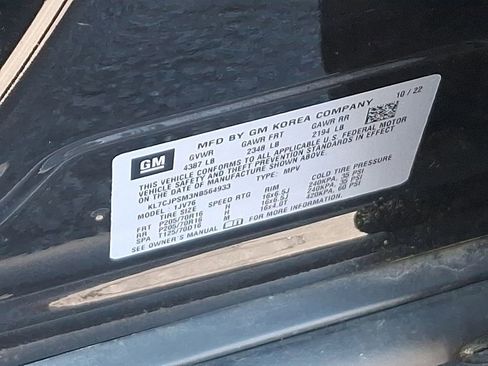 MFD BY GM KOREA COMPANY 10/22
GM
GVWR GAWR FRT GAWR RR
4387 LB 2348 LB 2194 LB
THIS VEHICLE CONFORMS TO ALL APPLICABLE U.S. FEDERAL MOTOR
VEHICLE SAFETY, BUMPER, AND THEFT PREVENTION STANDARDS IN EFFECT
ON THE DATE OF MANUFACTURE SHOWN ABOVE.
KL7CJPSM3NB564933 TYPE: MPV
MODEL: 1JV76
TIRE SIZE SPEED RTG RIM COLD TIRE PRESSURE
FRT P205/70R16 H 16x6.5J 240KPA, 35 PSI
RR P205/70R16 H 16x6.5J 240KPA, 35 PSI
SPA T125/70D16 M 16x4.0T 420KPA, 60 PSI
SEE OWNER'S MANUAL FOR MORE INFORMATION.